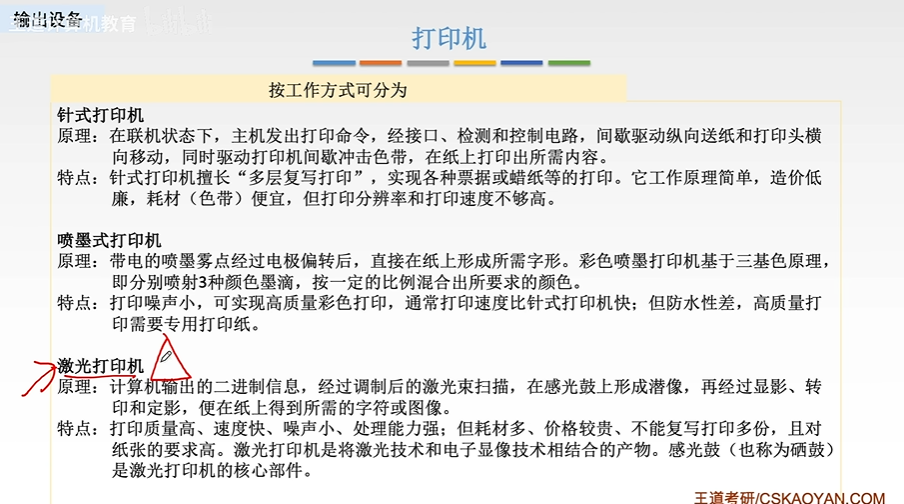 输出设备
王道计算机教育
打印机
按工作方式可分为
针式打印机
原理：在联机状态下，主机发出打印命令，经接口、检测和控制电路，间歇驱动纵向送纸和打印头横
向移动，同时驱动打印机间歇冲击色带，在纸上打印出所需内容。
特点：针式打印机擅长“多层复写打印”，实现各种票据或蜡纸等的打印。它工作原理简单，造价低
廉，耗材（色带）便宜，但打印分辨率和打印速度不够高。
喷墨式打印机
原理：带电的喷墨雾点经过电极偏转后，直接在纸上形成所需字形。彩色喷墨打印机基于三基色原理，
即分别喷射3种颜色墨滴，按一定的比例混合出所要求的颜色。
特点：打印噪声小，可实现高质量彩色打印，通常打印速度比针式打印机快；但防水性差，高质量打
印需要专用打印纸。
激光打印机
原理：计算机输出的二进制信息，经过调制后的激光束扫描，在感光鼓上形成潜像，再经过显影、转
印和定影，便在纸上得到所需的字符或图像。
特点：打印质量高、速度快、噪声小、处理能力强；但耗材多、价格较贵、不能复写打印多份，且对
纸张的要求高。激光打印机是将激光技术和电子显像技术相结合的产物。感光鼓（也称为硒鼓）
是激光打印机的核心部件。
王道考研/CSKAOYAN.COM